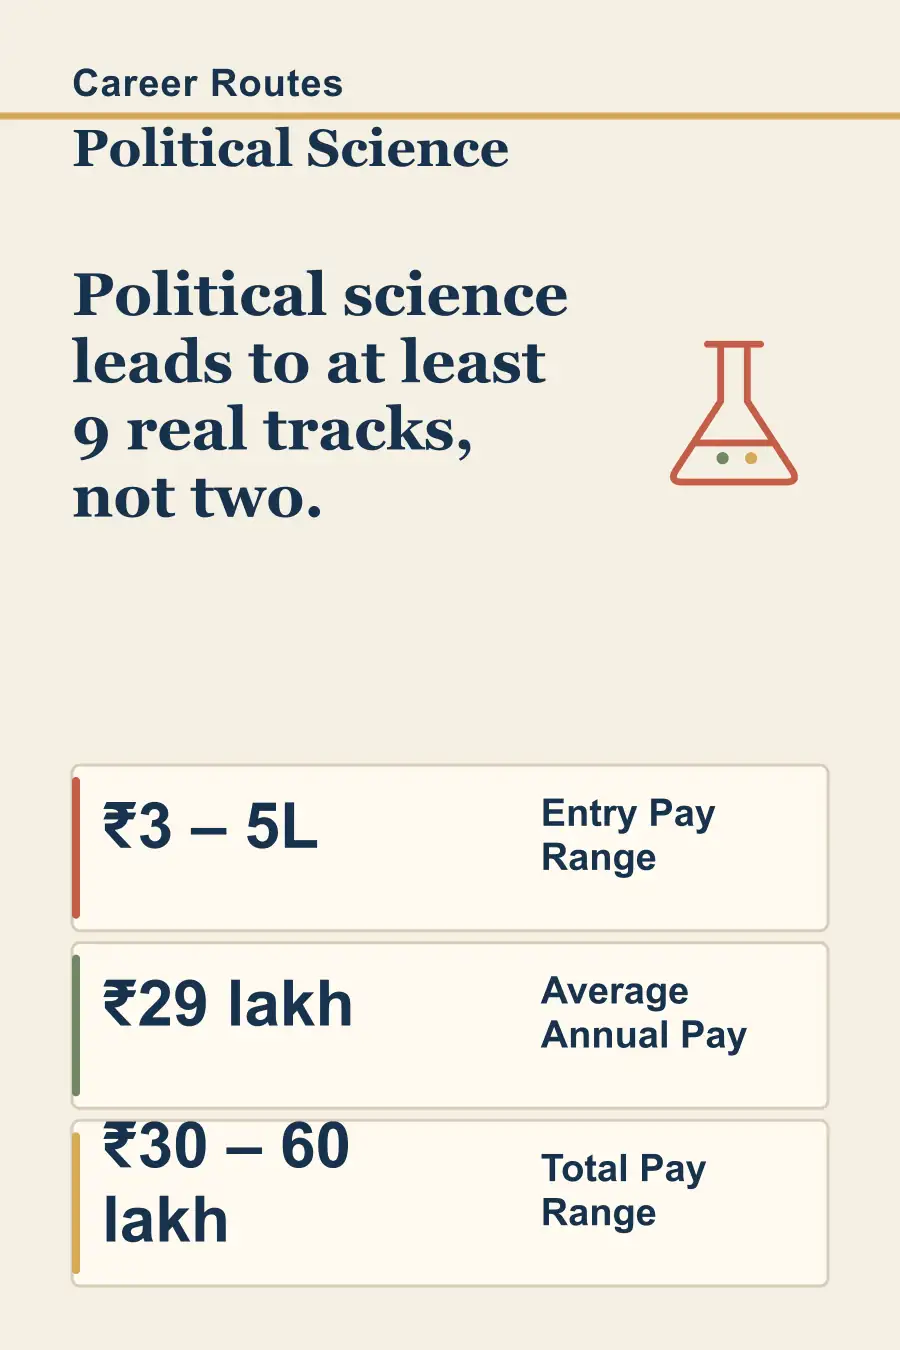 Career Routes
Political Science
Political science
leads to at least
9 real tracks,
not two.
₹3 – 5L
Entry Pay
Range
₹29 lakh
Average
Annual Pay
₹30 – 60
lakh
Total Pay
Range